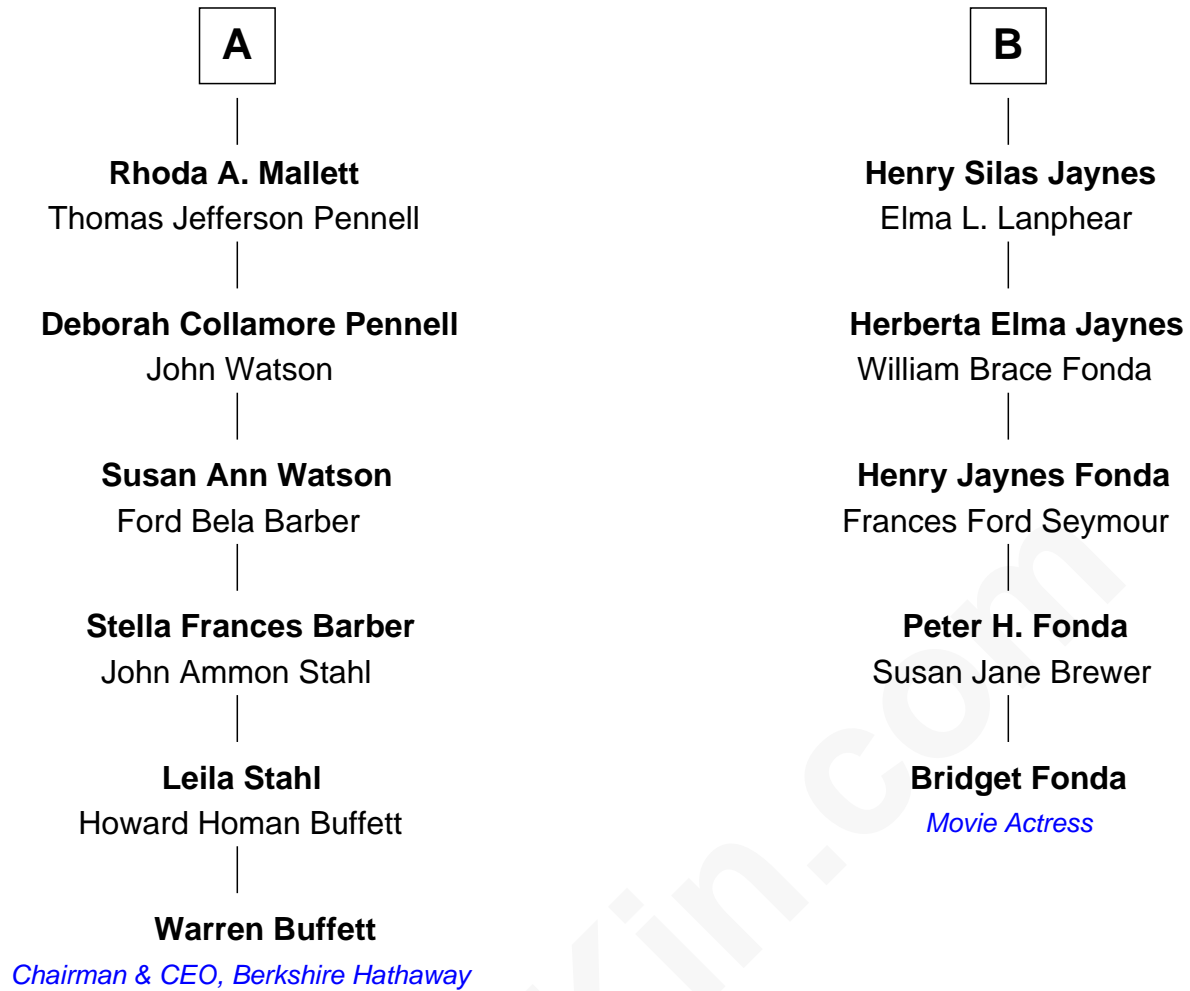 A
Rhoda A. Mallett
Thomas Jefferson Pennell
Deborah Collamore Pennell
John Watson
Susan Ann Watson
Ford Bela Barber
Stella Frances Barber
John Ammon Stahl
Leila Stahl
Howard Homan Buffett
Warren Buffett
Chairman & CEO, Berkshire Hathaway
B
Henry Silas Jaynes
Elma L. Lanphear
Herberta Elma Jaynes
William Brace Fonda
Henry Jaynes Fonda
Frances Ford Seymour
Peter H. Fonda
Susan Jane Brewer
Bridget Fonda
Movie Actress
Kin.com